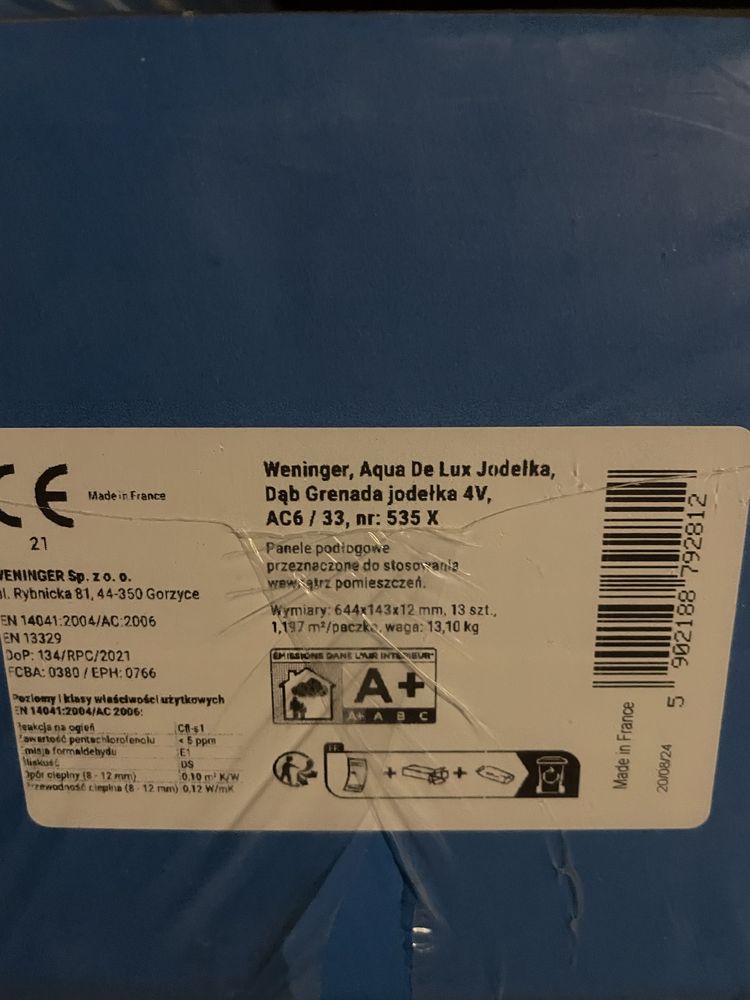 CE
Made in France
21
WENINGER Sp. z o. o.
ul. Rybnicka 81, 44-350 Gorzyce
EN 14041:2004/AC:2006
EN 13329
DoP: 134/RPC/2021
FCBA: 0380 / EPH: 0766
Poziomy i klasy właściwości użytkowych
EN 14041:2004/AC 2006:
Reakcja na ogień Cfl-s1
Zawartość pentachlorofenolu < 5 ppm
Emisja formaldehydu E1
Śliskość DS
Opór cieplny (8 - 12 mm) 0,10 m² K/W
Przewodność cieplna (8 - 12 mm) 0,12 W/mK
Weninger, Aqua De Lux Jodełka,
Dąb Grenada jodełka 4V,
AC6 / 33, nr: 535 X
Panele podłogowe
przeznaczone do stosowania
wewnątrz pomieszczeń.
Wymiary: 644x143x12 mm, 13 szt.,
1,197 m²/paczka, waga: 13,10 kg
ÉMISSIONS DANS L'AIR INTÉRIEUR*
A+
A+ A B C
FR
+ +
5 902188 792812
Made in France
20/08/24